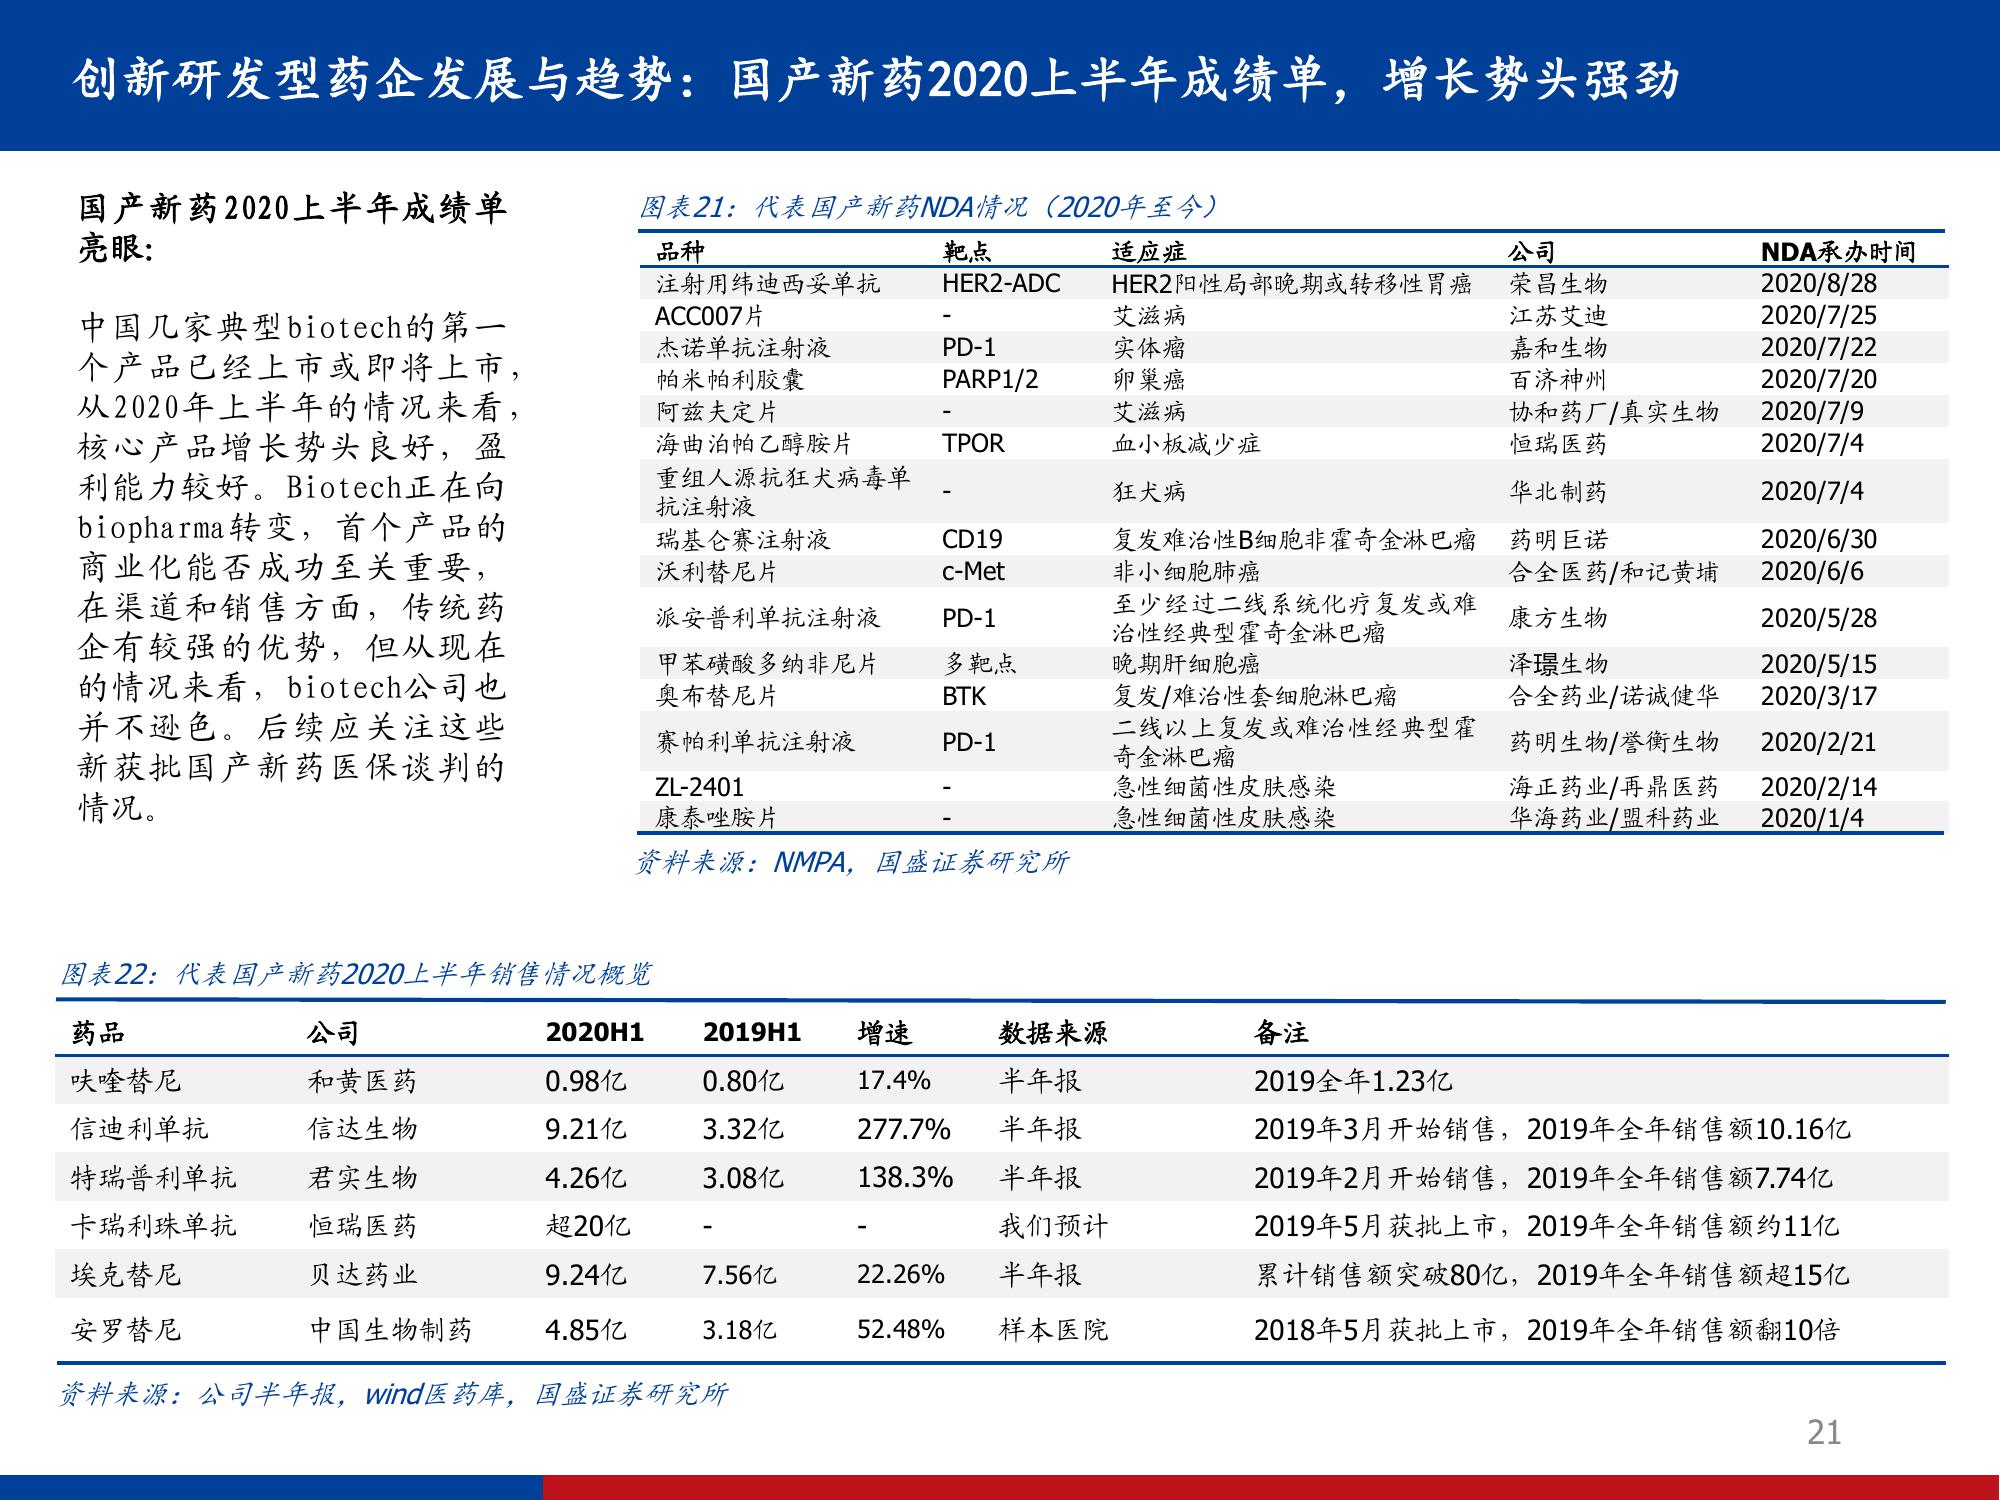 创新研发型药企发展与趋势：国产新药2020上半年成绩单，增长势头强劲
国产新药2020上半年成绩单
亮眼：
中国几家典型biotech的第一
个产品已经上市或即将上市，
从2020年上半年的情况来看，
核心产品增长势头良好，盈
利能力较好。Biotech正在向
biopharma转变，首个产品的
商业化能否成功至关重要，
在渠道和销售方面，传统药
企有较强的优势，但从现在
的情况来看，biotech公司也
并不逊色。后续应关注这些
新获批国产新药医保谈判的
情况。
图表21：代表国产新药NDA情况（2020年至今）
品种 靶点 适应症 公司 NDA承办时间
注射用纬迪西妥单抗 HER2-ADC HER2阳性局部晚期或转移性胃癌 荣昌生物 2020/8/28
ACC007片 - 艾滋病 江苏艾迪 2020/7/25
杰诺单抗注射液 PD-1 实体瘤 嘉和生物 2020/7/22
帕米帕利胶囊 PARP1/2 卵巢癌 百济神州 2020/7/20
阿兹夫定片 - 艾滋病 协和药厂/真实生物 2020/7/9
海曲泊帕乙醇胺片 TPOR 血小板减少症 恒瑞医药 2020/7/4
重组人源抗狂犬病毒单
抗注射液 - 狂犬病 华北制药 2020/7/4
瑞基仑赛注射液 CD19 复发难治性B细胞非霍奇金淋巴瘤 药明巨诺 2020/6/30
沃利替尼片 c-Met 非小细胞肺癌 合全医药/和记黄埔 2020/6/6
派安普利单抗注射液 PD-1 至少经过二线系统化疗复发或难
治性经典型霍奇金淋巴瘤 康方生物 2020/5/28
甲苯磺酸多纳非尼片 多靶点 晚期肝细胞癌 泽璟生物 2020/5/15
奥布替尼片 BTK 复发/难治性套细胞淋巴瘤 合全药业/诺诚健华 2020/3/17
赛帕利单抗注射液 PD-1 二线以上复发或难治性经典型霍
奇金淋巴瘤 药明生物/誉衡生物 2020/2/21
ZL-2401 - 急性细菌性皮肤感染 海正药业/再鼎医药 2020/2/14
康泰唑胺片 - 急性细菌性皮肤感染 华海药业/盟科药业 2020/1/4
资料来源：NMPA，国盛证券研究所
图表22：代表国产新药2020上半年销售情况概览
药品 公司 2020H1 2019H1 增速 数据来源 备注
呋喹替尼 和黄医药 0.98亿 0.80亿 17.4% 半年报 2019全年1.23亿
信迪利单抗 信达生物 9.21亿 3.32亿 277.7% 半年报 2019年3月开始销售，2019年全年销售额10.16亿
特瑞普利单抗 君实生物 4.26亿 3.08亿 138.3% 半年报 2019年2月开始销售，2019年全年销售额7.74亿
卡瑞利珠单抗 恒瑞医药 超20亿 - - 我们预计 2019年5月获批上市，2019年全年销售额约11亿
埃克替尼 贝达药业 9.24亿 7.56亿 22.26% 半年报 累计销售额突破80亿，2019年全年销售额超15亿
安罗替尼 中国生物制药 4.85亿 3.18亿 52.48% 样本医院 2018年5月获批上市，2019年全年销售额翻10倍
资料来源：公司半年报，wind医药库，国盛证券研究所
21